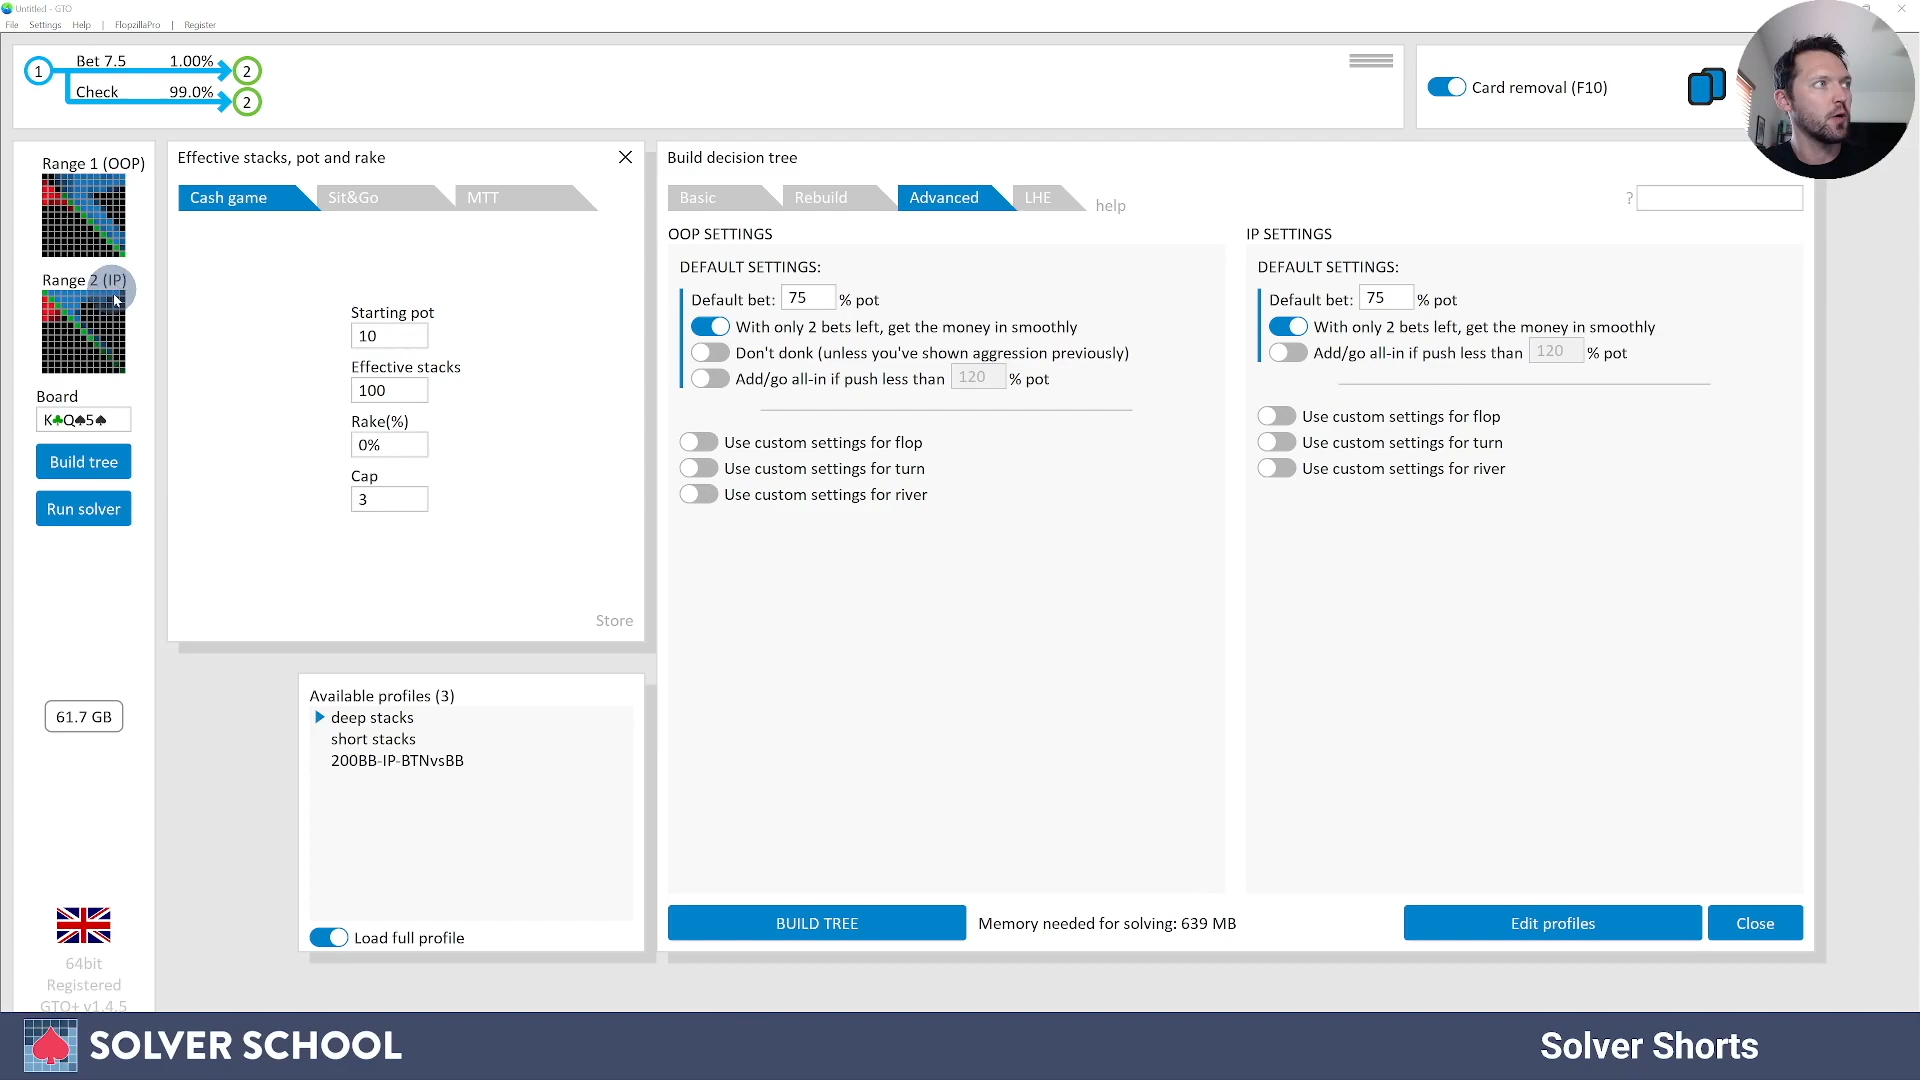 Untitled - GTO
File Settings Help | FlopzillaPro | Register
1 Bet 7.5 1.00% 2
Check 99.0% 2
Card removal (F10)
Range 1 (OOP)
Range 2 (IP)
Board
K♣Q♠5♠
Build tree
Run solver
61.7 GB
64bit
Registered
GTO+ v1.4.5
Effective stacks, pot and rake
Cash game Sit&Go MTT
Starting pot
10
Effective stacks
100
Rake(%)
0%
Cap
3
Store
Available profiles (3)
deep stacks
short stacks
200BB-IP-BTNvsBB
Load full profile
Build decision tree
Basic Rebuild Advanced LHE help ?
OOP SETTINGS
DEFAULT SETTINGS:
Default bet: 75 % pot
With only 2 bets left, get the money in smoothly
Don't donk (unless you've shown aggression previously)
Add/go all-in if push less than 120 % pot
Use custom settings for flop
Use custom settings for turn
Use custom settings for river
IP SETTINGS
DEFAULT SETTINGS:
Default bet: 75 % pot
With only 2 bets left, get the money in smoothly
Add/go all-in if push less than 120 % pot
Use custom settings for flop
Use custom settings for turn
Use custom settings for river
BUILD TREE Memory needed for solving: 639 MB Edit profiles Close
SOLVER SCHOOL Solver Shorts